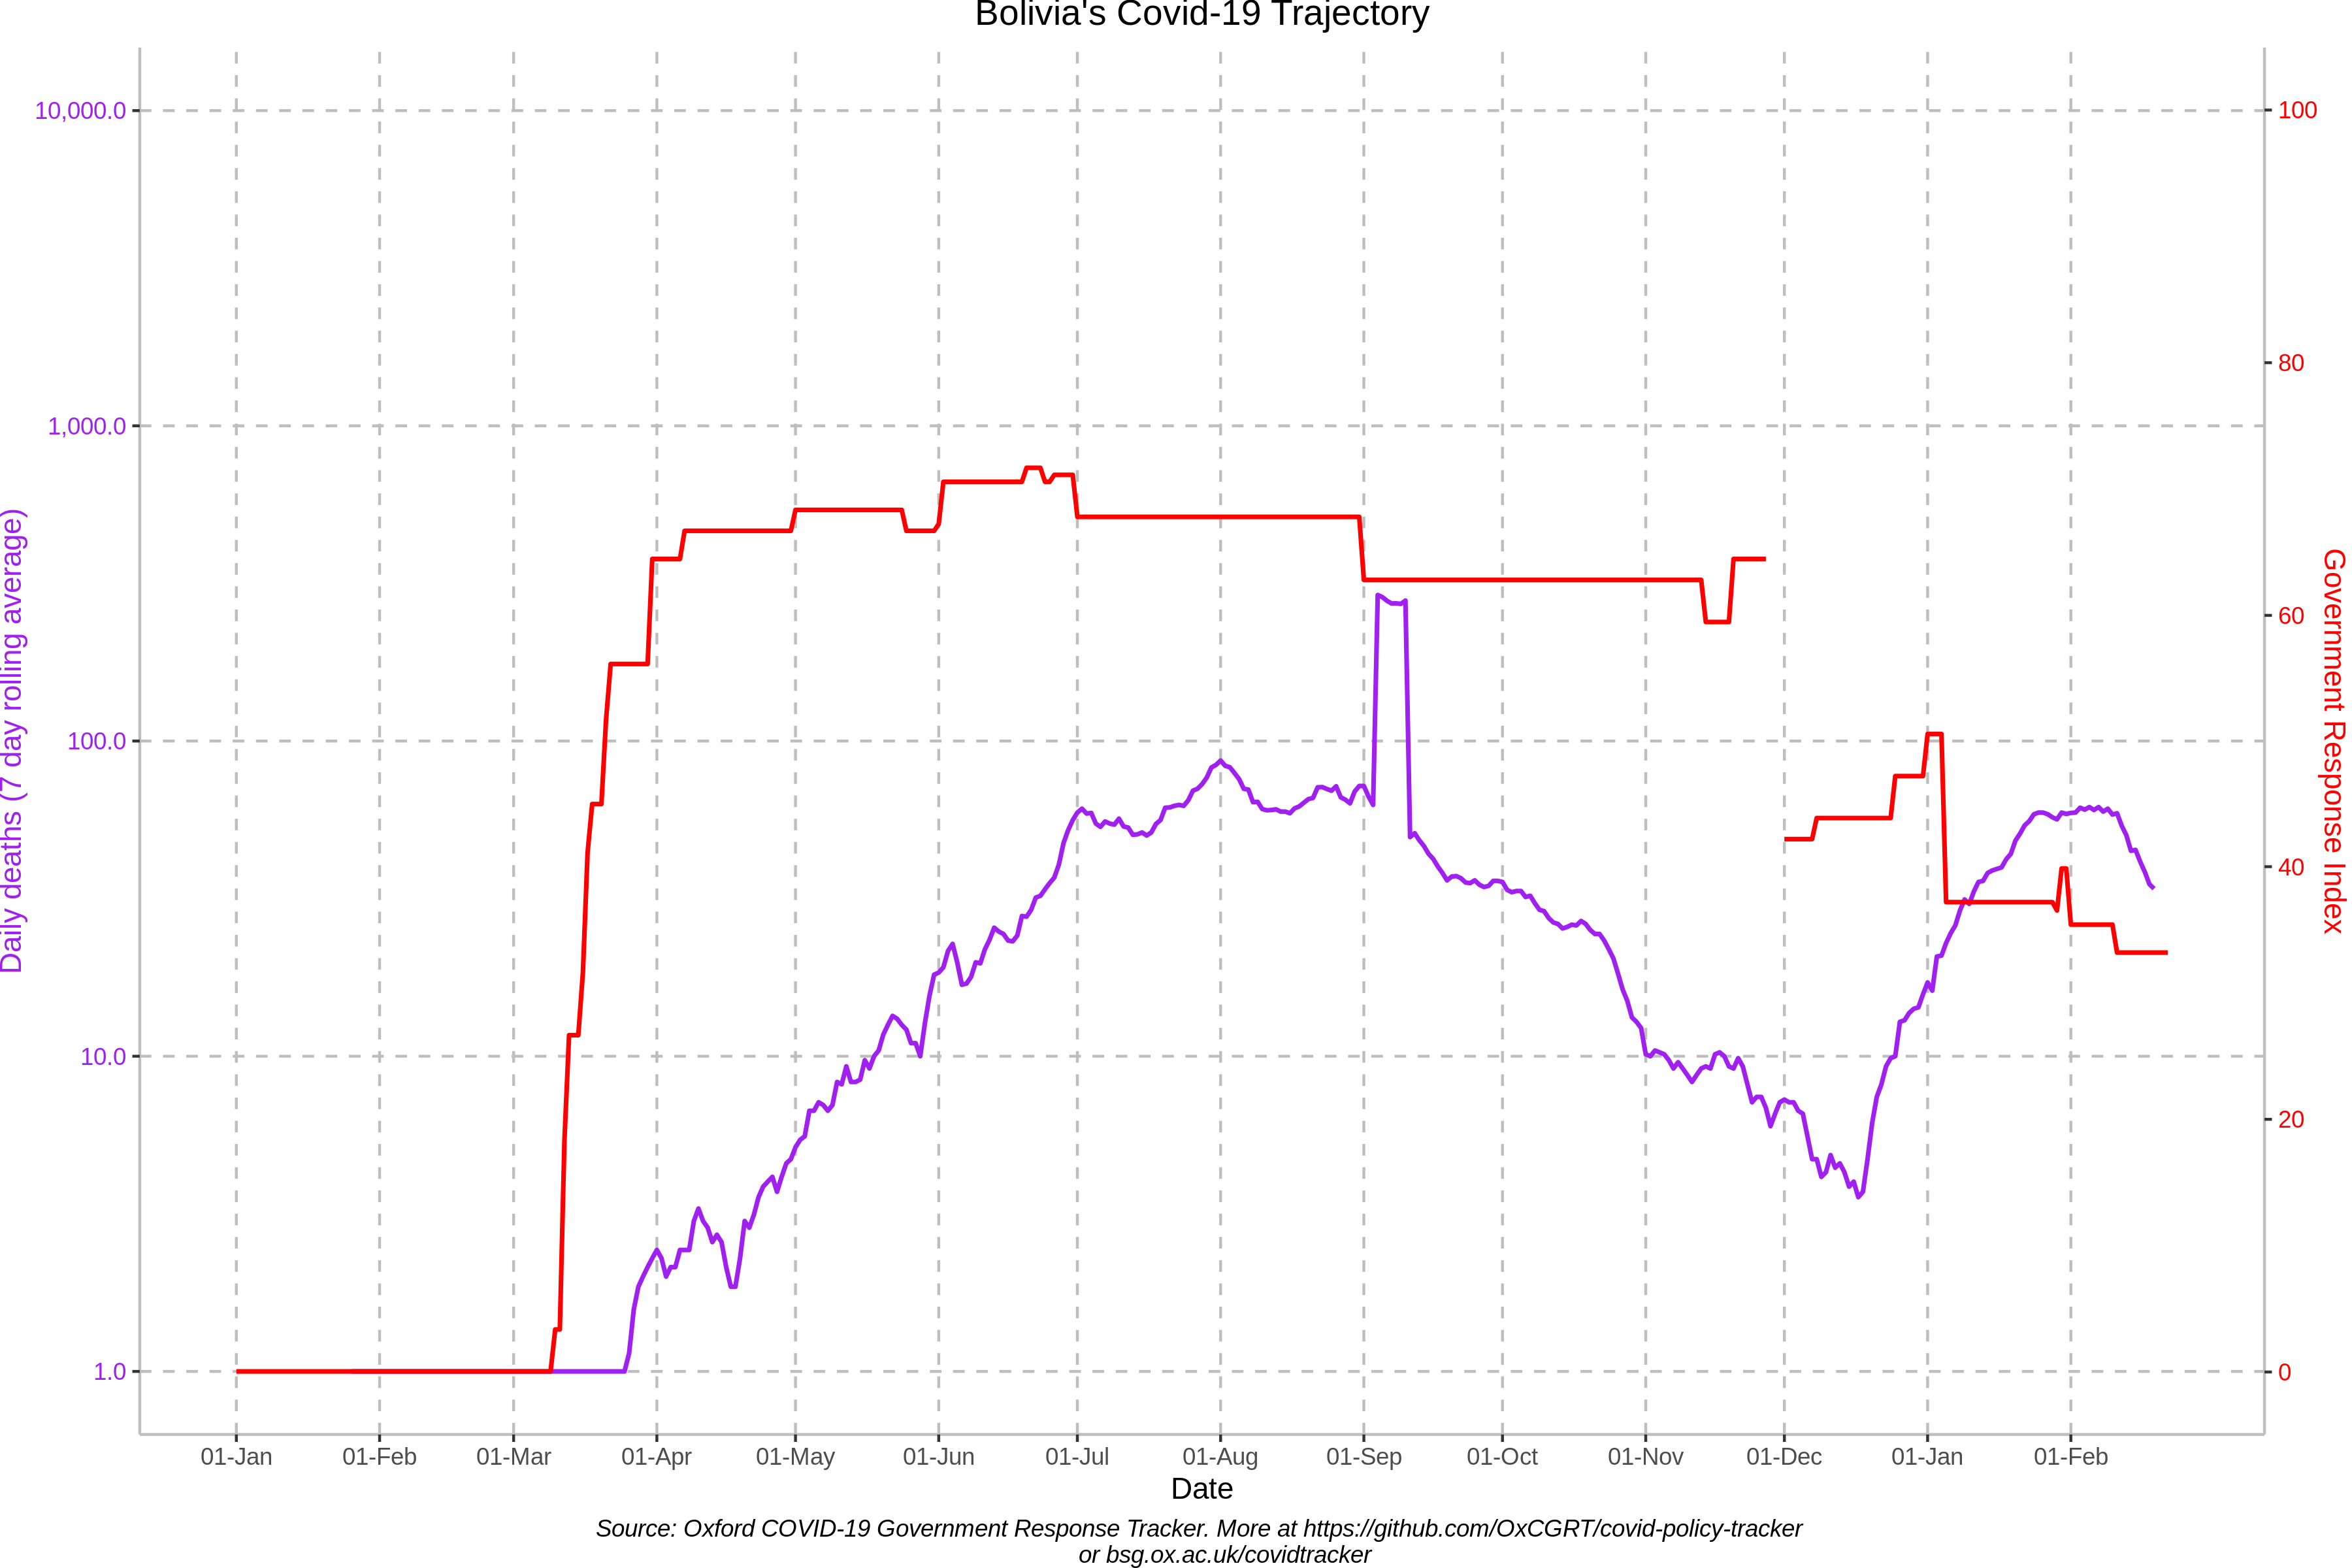 Bolivia's Covid-19 Trajectory
10,000.0
1,000.0
100.0
10.0
1.0
Daily deaths (7 day rolling average)
100
80
60
40
20
0
Government Response Index
01-Jan 01-Feb 01-Mar 01-Apr 01-May 01-Jun 01-Jul 01-Aug 01-Sep 01-Oct 01-Nov 01-Dec 01-Jan 01-Feb
Date
Source: Oxford COVID-19 Government Response Tracker. More at https://github.com/OxCGRT/covid-policy-tracker
or bsg.ox.ac.uk/covidtracker